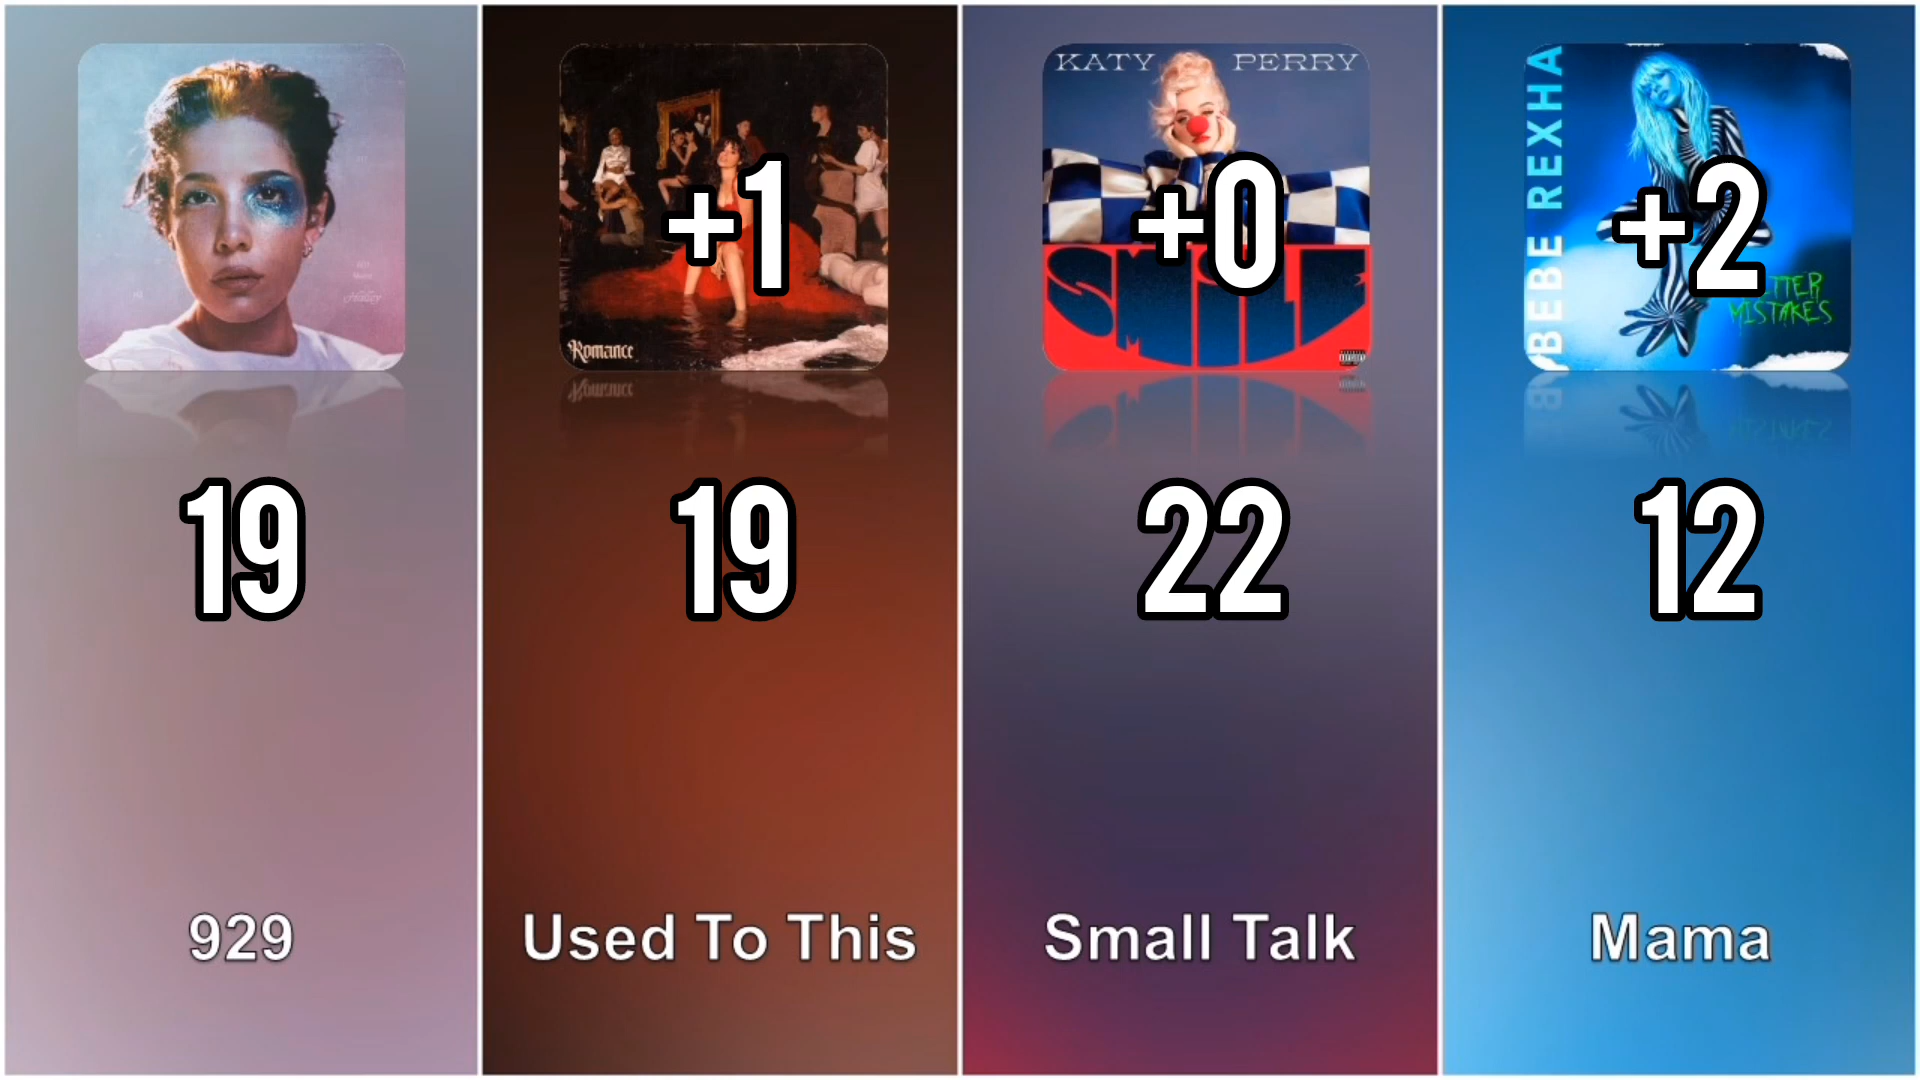 KATY PERRY
BEBE REXHA
+1
+0
+2
SMILE
TTER
MISTAKES
Romance
19
19
22
12
929
Used To This
Small Talk
Mama